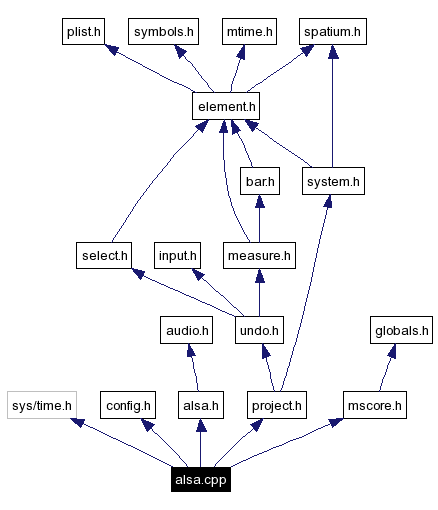 plist.h symbols.h mtime.h spatium.h
element.h
bar.h system.h
select.h input.h measure.h
audio.h undo.h globals.h
sys/time.h config.h alsa.h project.h mscore.h
alsa.cpp